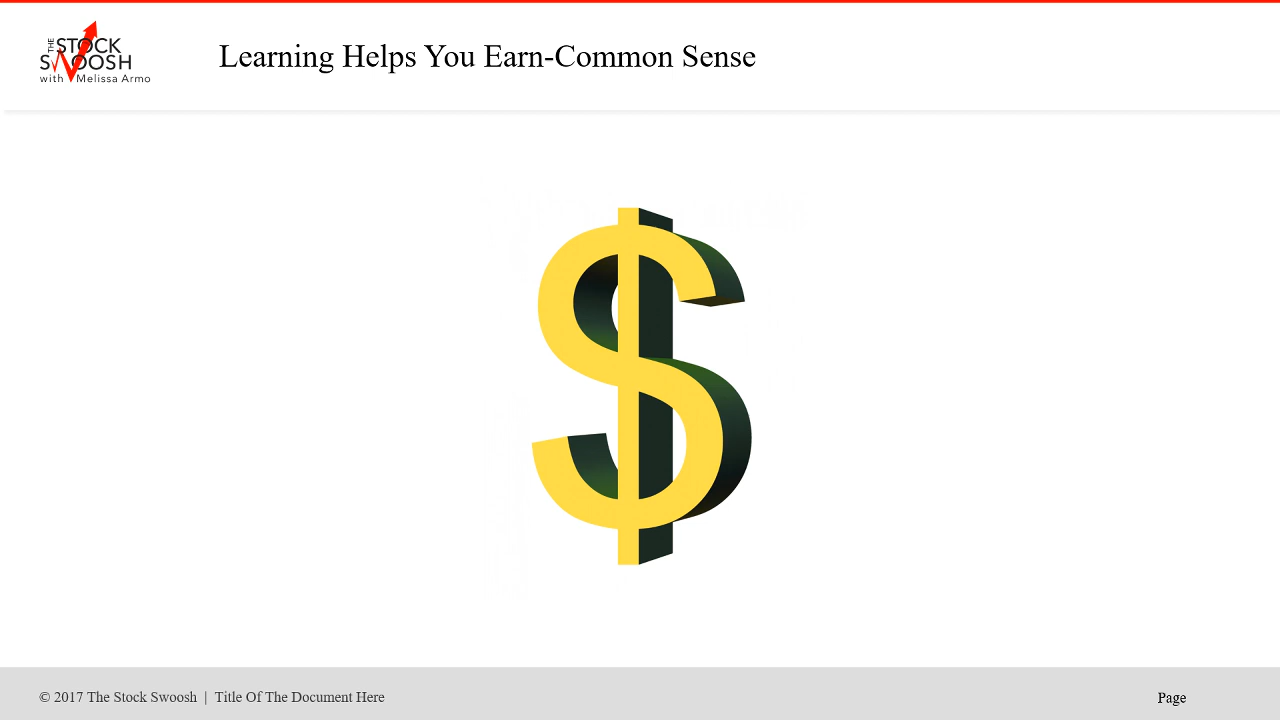 THE STOCK
SWOOSH
with Melissa Armo
Learning Helps You Earn-Common Sense
$
© 2017 The Stock Swoosh | Title Of The Document Here
Page